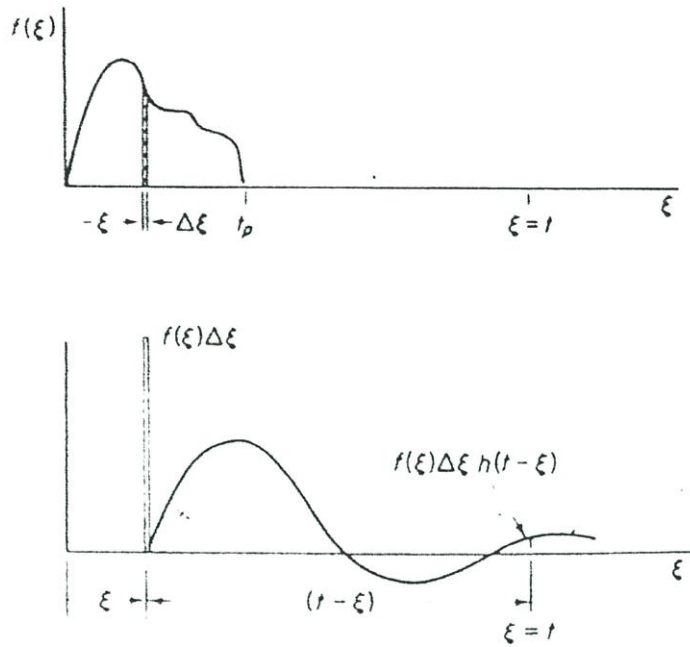 f(ξ)
-ξ Δξ t_p ξ = t ξ
f(ξ)Δξ
f(ξ)Δξ h(t-ξ)
ξ (t-ξ) ξ
ξ = t